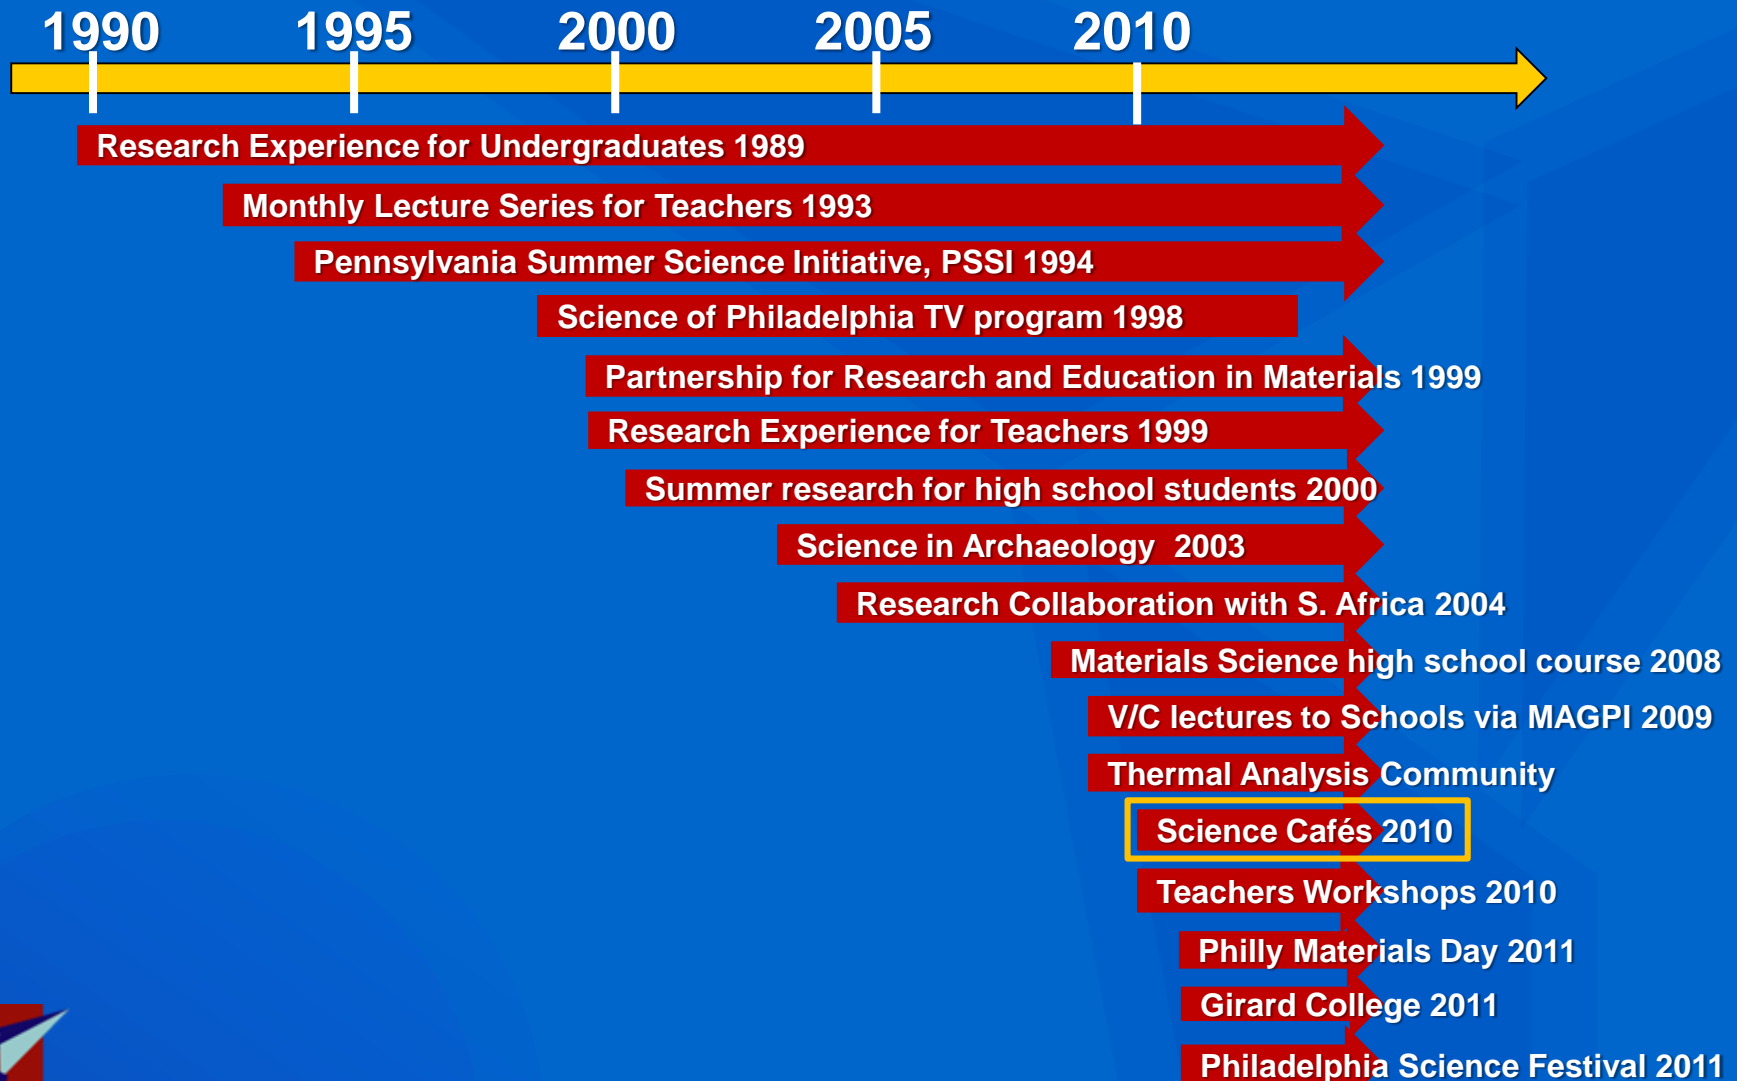 1990 1995 2000 2005 2010
Research Experience for Undergraduates 1989
Monthly Lecture Series for Teachers 1993
Pennsylvania Summer Science Initiative, PSSI 1994
Science of Philadelphia TV program 1998
Partnership for Research and Education in Materials 1999
Research Experience for Teachers 1999
Summer research for high school students 2000
Science in Archaeology 2003
Research Collaboration with S. Africa 2004
Materials Science high school course 2008
V/C lectures to Schools via MAGPI 2009
Thermal Analysis Community
Science Cafés 2010
Teachers Workshops 2010
Philly Materials Day 2011
Girard College 2011
Philadelphia Science Festival 2011